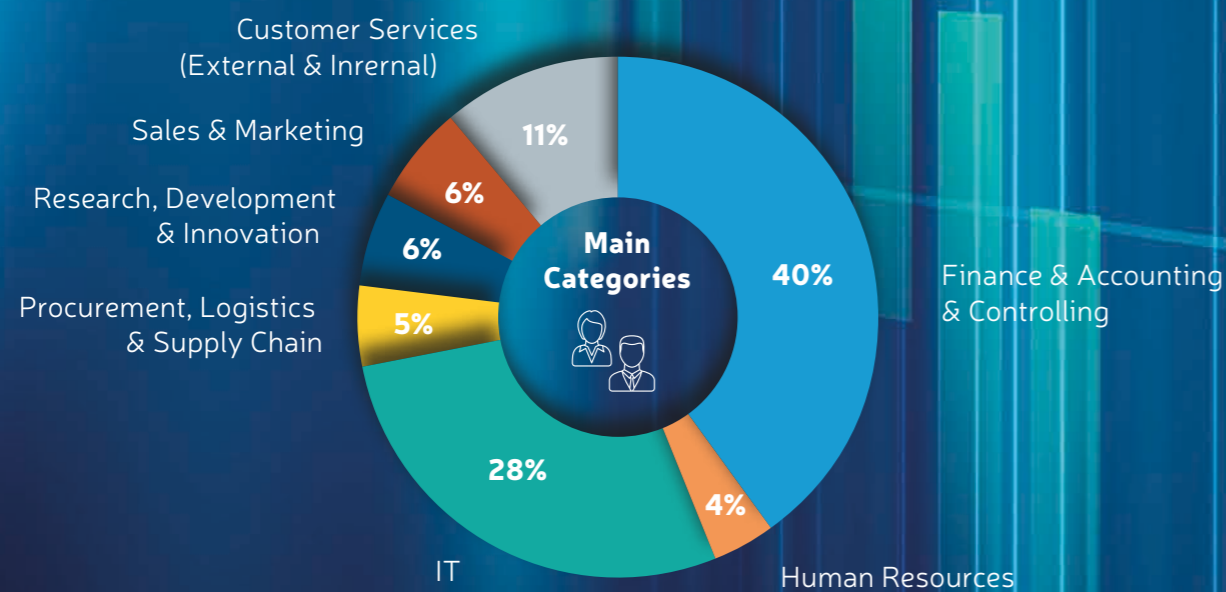 Customer Services
(External & Inrernal)
Sales & Marketing
Research, Development
& Innovation
Procurement, Logistics
& Supply Chain
IT
Human Resources
Finance & Accounting
& Controlling
Main
Categories
11%
6%
6%
5%
28%
4%
40%